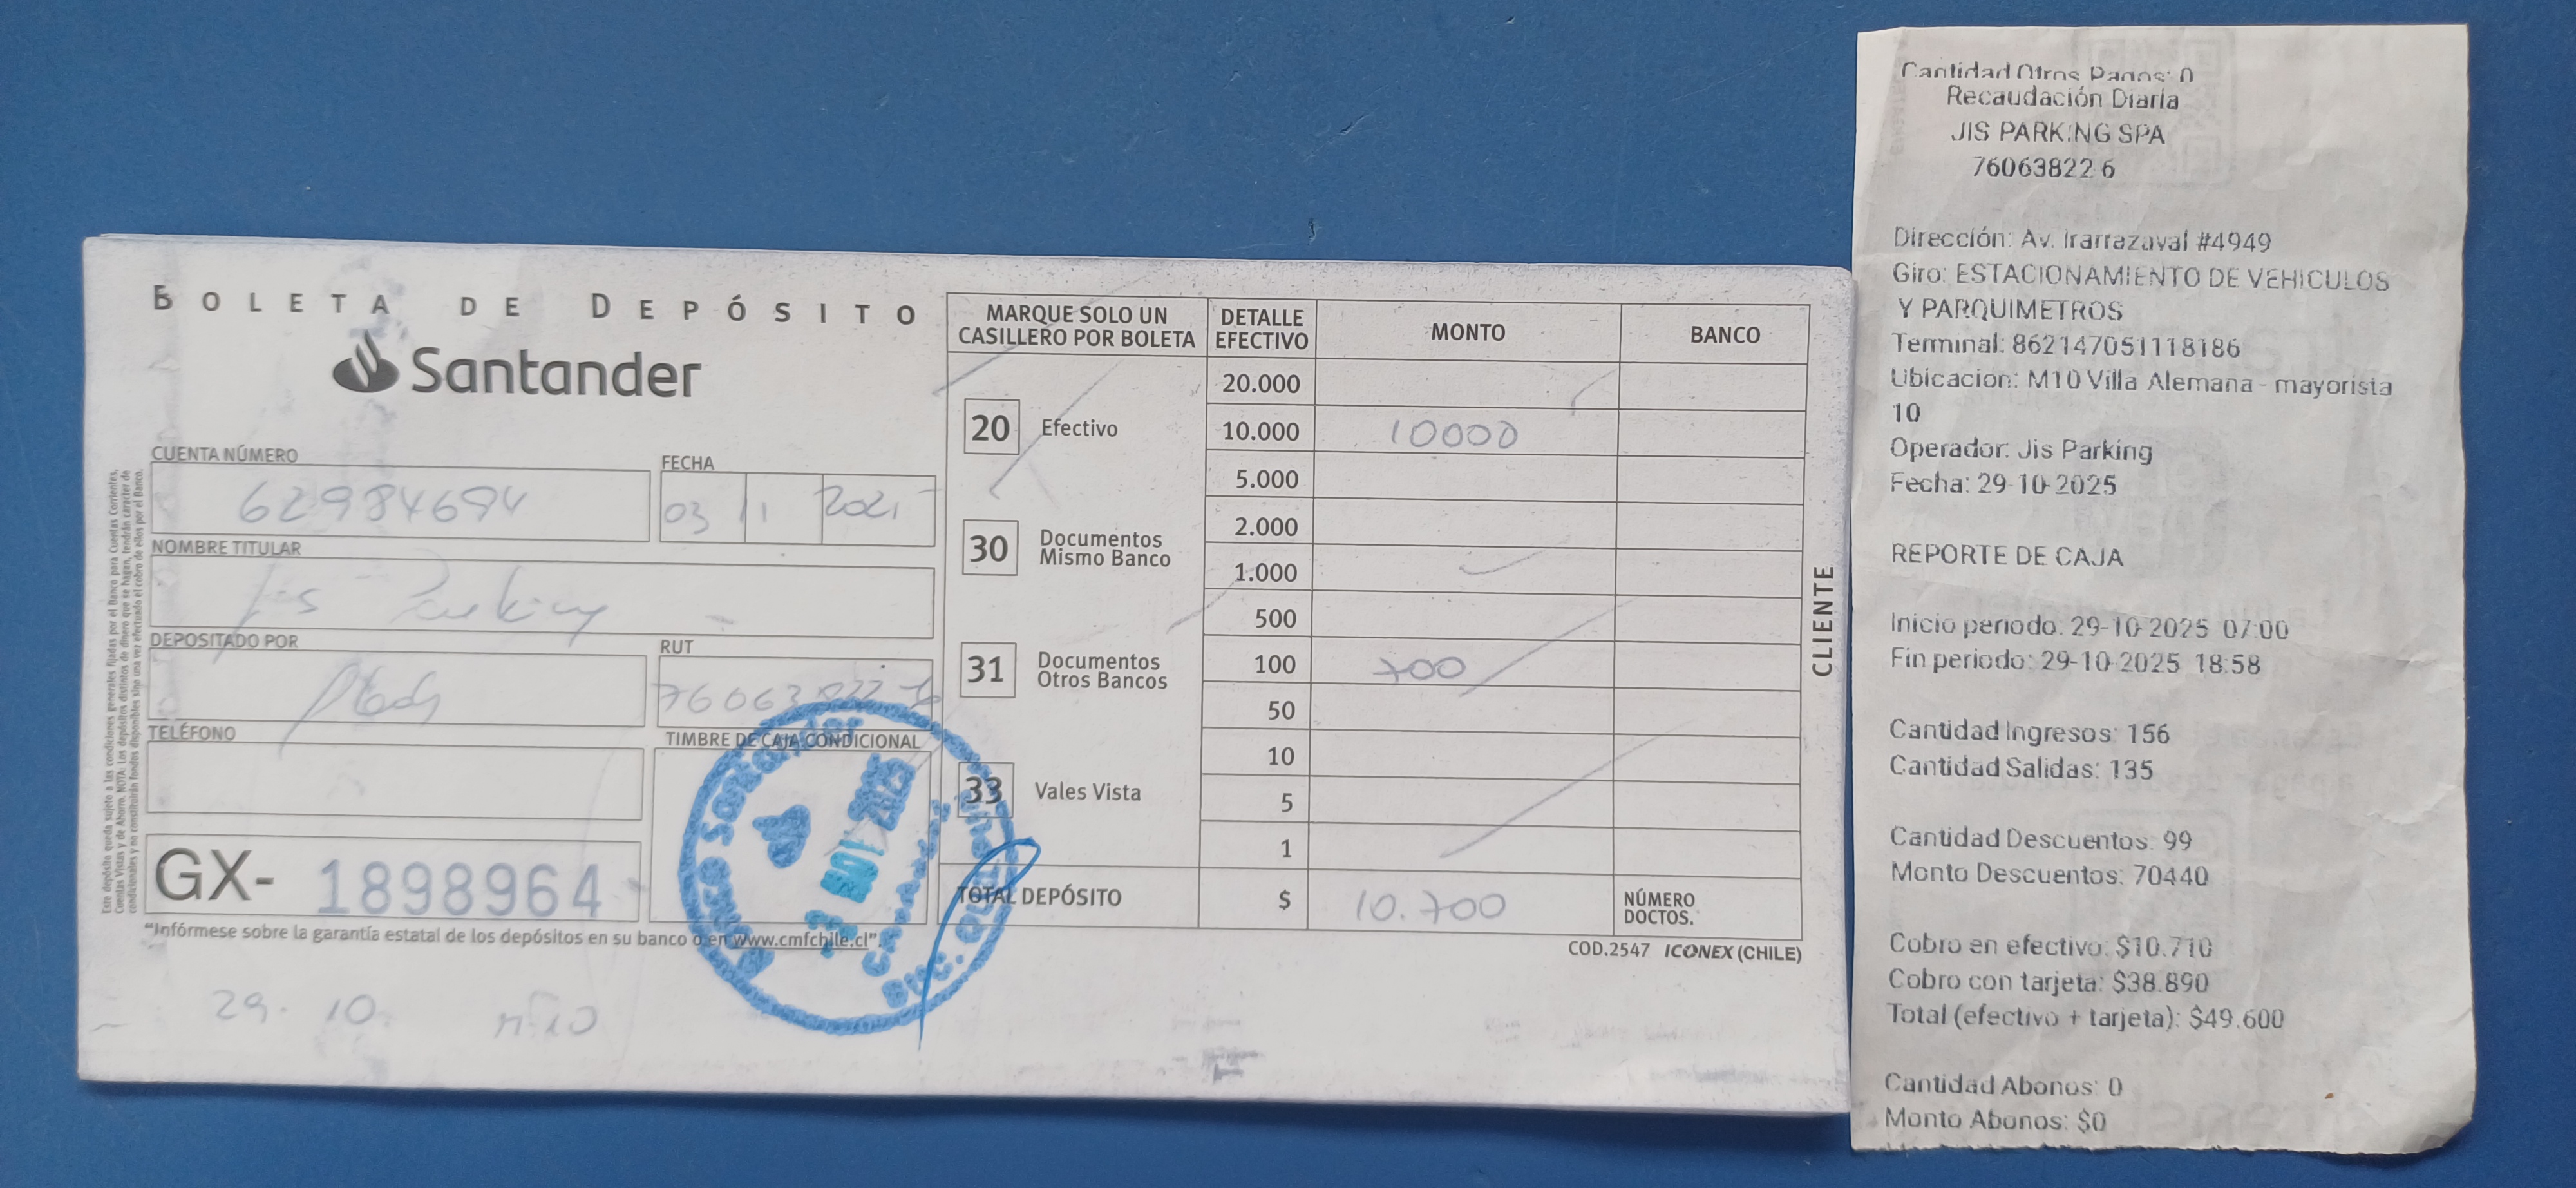 BOLETA DE DEPÓSITO
Santander
CUENTA NÚMERO
62984694
FECHA
03 11 2025
NOMBRE TITULAR
Jis Parking
DEPOSITADO POR
RUT
76063822-6
TELÉFONO
TIMBRE DE CAJA CONDICIONAL
GX- 1898964
"Infórmese sobre la garantía estatal de los depósitos en su banco o en www.cmfchile.cl".
29. 10. M10
MARQUE SOLO UN CASILLERO POR BOLETA
DETALLE EFECTIVO
MONTO
BANCO
20 Efectivo
30 Documentos Mismo Banco
31 Documentos Otros Bancos
33 Vales Vista
20.000
10.000 10000
5.000
2.000
1.000
500
100 700
50
10
5
1
TOTAL DEPÓSITO $ 10.700
NÚMERO DOCTOS.
COD.2547 ICONEX (CHILE)
CLIENTE
Banco Santander
Cantidad Otros Pagos: 0
Recaudación Diaria
JIS PARKING SPA
76063822 6
Dirección: Av. Irarrazaval #4949
Giro: ESTACIONAMIENTO DE VEHICULOS
Y PARQUIMETROS
Terminal: 862147051118186
Ubicacion: M10 Villa Alemana - mayorista
10
Operador: Jis Parking
Fecha: 29-10-2025
REPORTE DE CAJA
Inicio periodo: 29-10-2025 07:00
Fin periodo: 29-10-2025 18:58
Cantidad Ingresos: 156
Cantidad Salidas: 135
Cantidad Descuentos: 99
Monto Descuentos: 70440
Cobro en efectivo: $10.710
Cobro con tarjeta: $38.890
Total (efectivo + tarjeta): $49.600
Cantidad Abonos: 0
Monto Abonos: $0